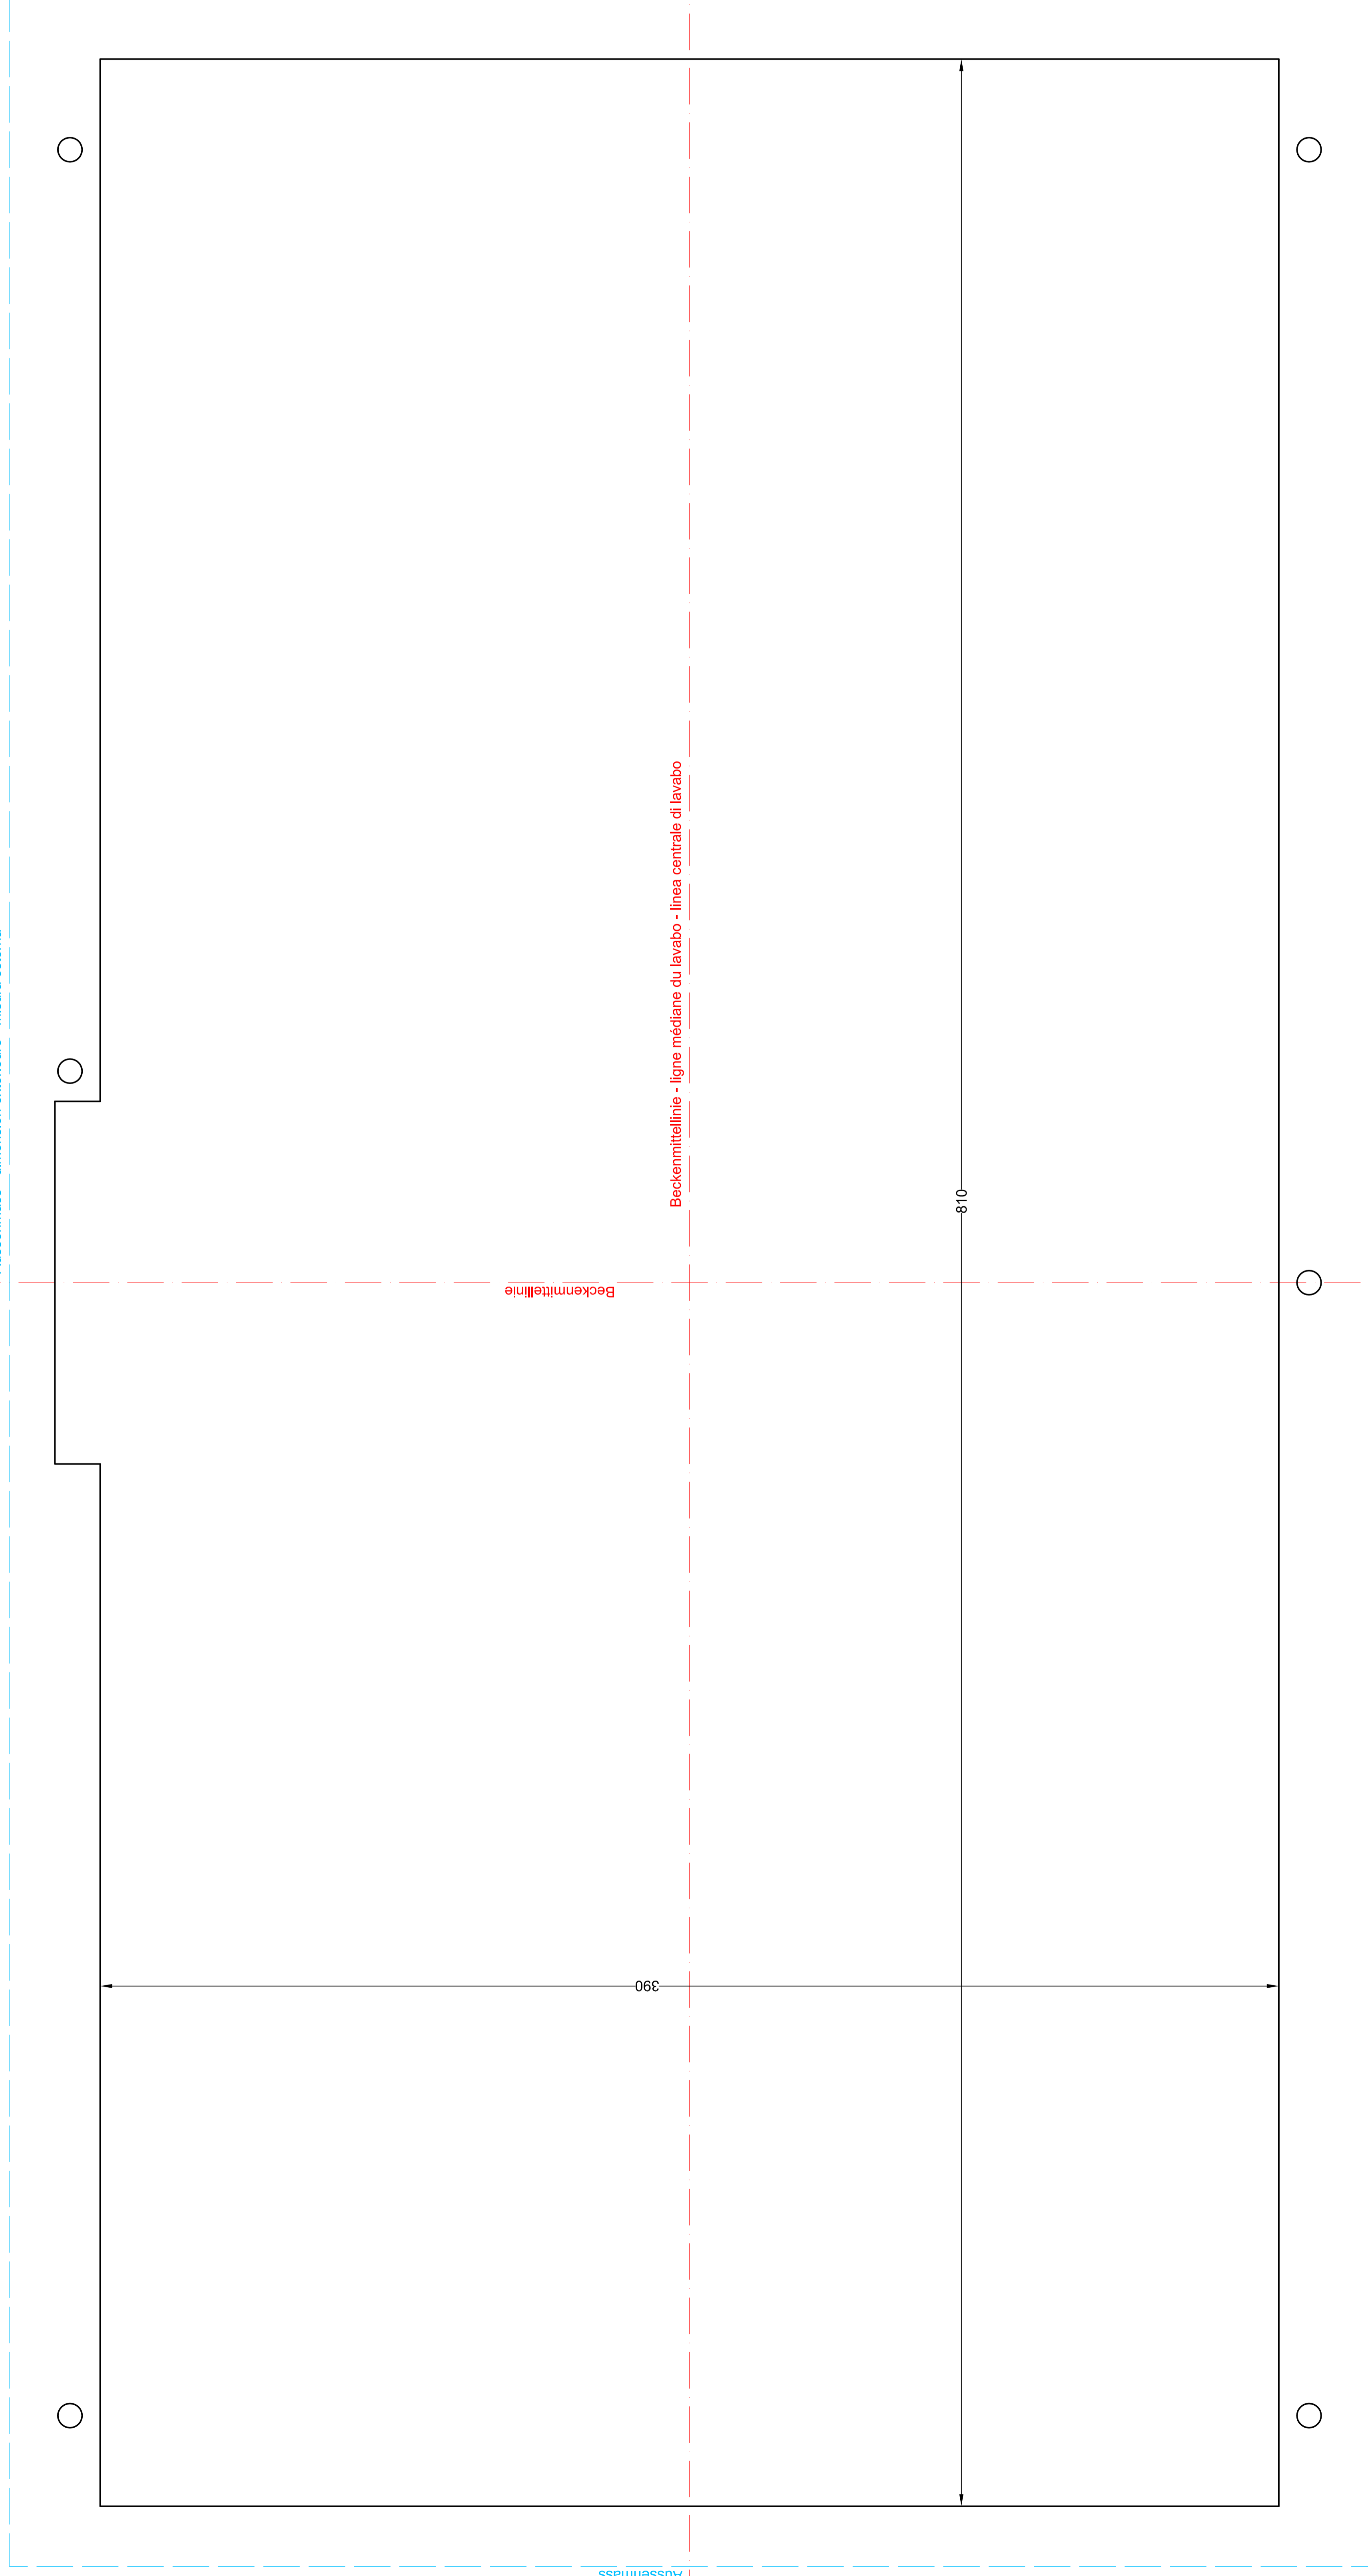 Beckenmittellinie - ligne médiane du lavabo - linea centrale di lavabo
810
Beckenmittellinie
390
Aussenmass